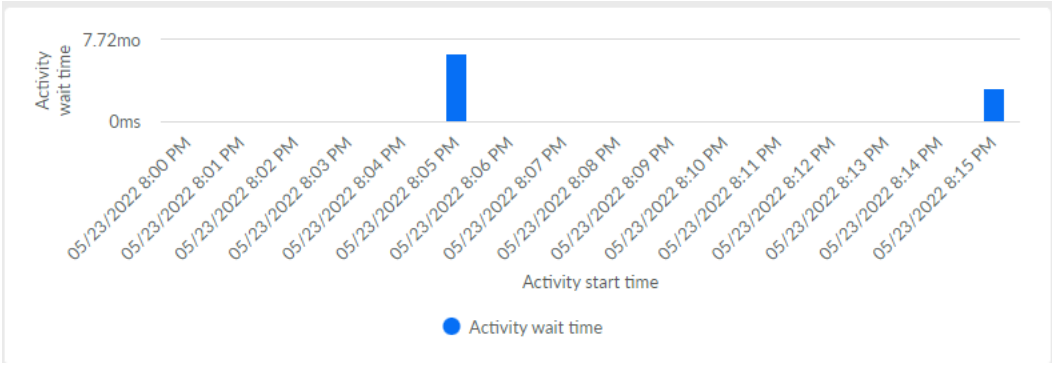 7.72mo
Activity
wait time
0ms
05/23/2022 8:00 PM
05/23/2022 8:01 PM
05/23/2022 8:02 PM
05/23/2022 8:03 PM
05/23/2022 8:04 PM
05/23/2022 8:05 PM
05/23/2022 8:06 PM
05/23/2022 8:07 PM
05/23/2022 8:08 PM
05/23/2022 8:09 PM
05/23/2022 8:10 PM
05/23/2022 8:11 PM
05/23/2022 8:12 PM
05/23/2022 8:13 PM
05/23/2022 8:14 PM
05/23/2022 8:15 PM
Activity start time
Activity wait time